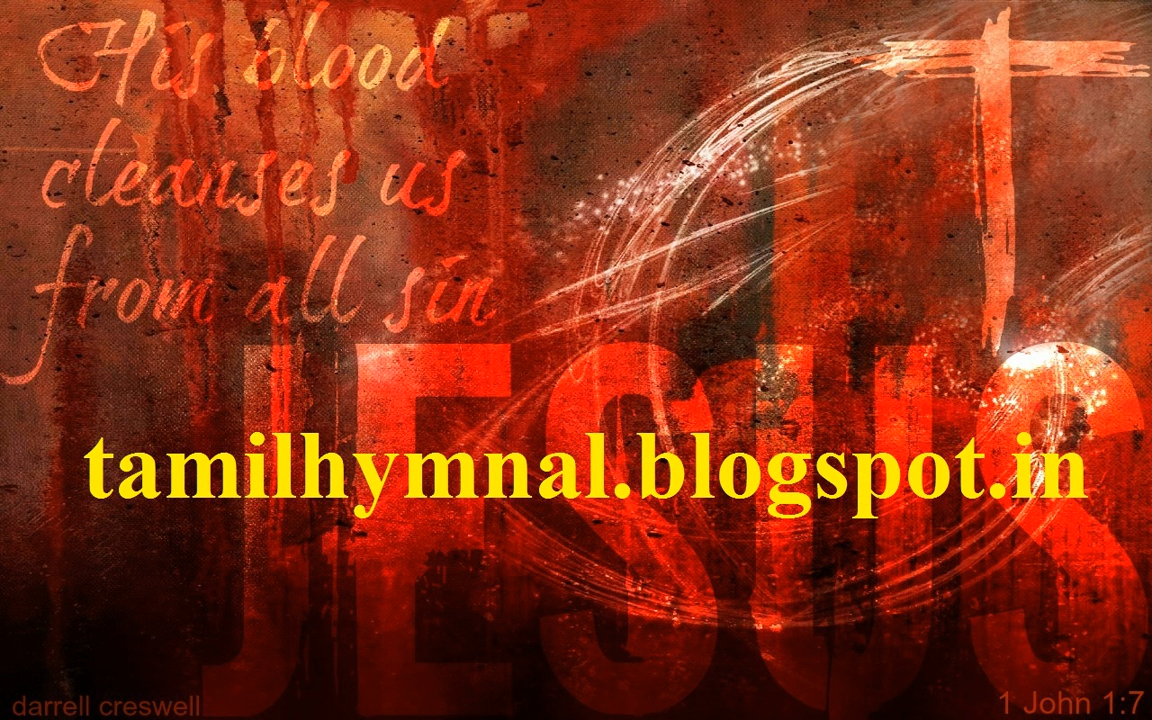 His blood
cleanses us
from all sin
JESUS
tamilhymnal.blogspot.in
darrell creswell
1 John 1:7